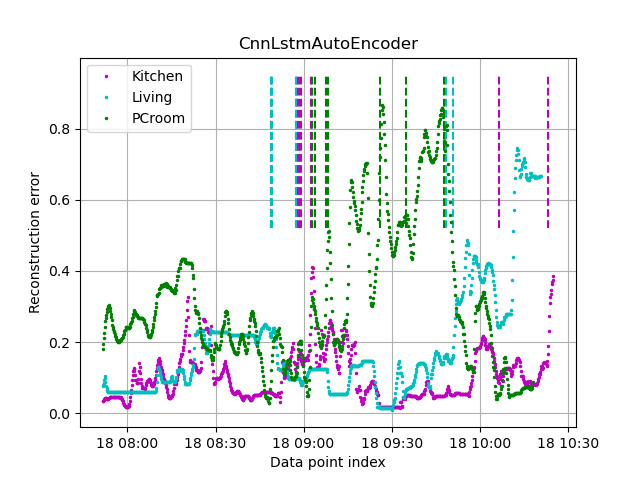 CnnLstmAutoEncoder
Kitchen
Living
PCroom
Reconstruction error
0.8
0.6
0.4
0.2
0.0
18 08:00
18 08:30
18 09:00
18 09:30
18 10:00
18 10:30
Data point index